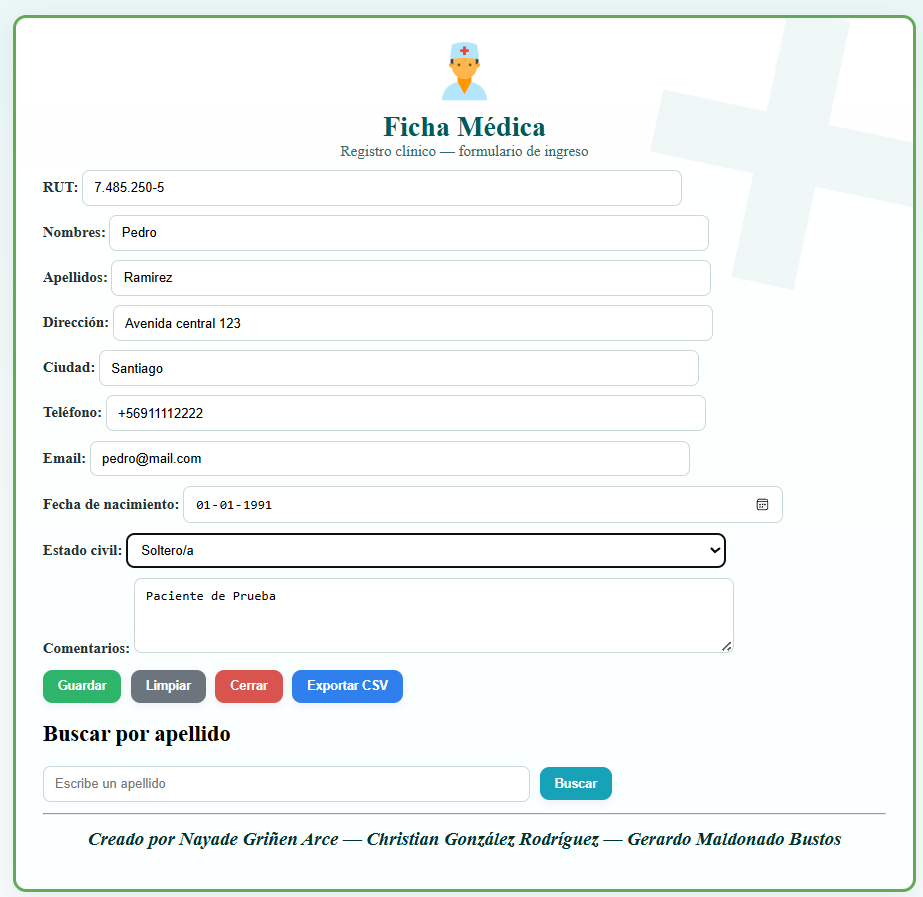 Ficha Médica
Registro clínico — formulario de ingreso
RUT: 7.485.250-5
Nombres: Pedro
Apellidos: Ramirez
Dirección: Avenida central 123
Ciudad: Santiago
Teléfono: +56911112222
Email: pedro@mail.com
Fecha de nacimiento: 01-01-1991
Estado civil: Soltero/a
Paciente de Prueba
Comentarios:
Guardar Limpiar Cerrar Exportar CSV
Buscar por apellido
Escribe un apellido Buscar
Creado por Nayade Griñen Arce — Christian González Rodríguez — Gerardo Maldonado Bustos